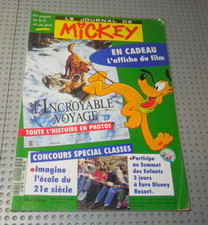 LE JOURNAL DE
MICKEY
EN CADEAU
L'affiche du film
L'INCROYABLE
VOYAGE
TOUTE L'HISTOIRE EN PHOTOS
CONCOURS SPECIAL CLASSES
• Imagine
l'école du
21e siècle
• Participe
au Sommet
des Enfants
3 jours
à Euro Disney
Resort.